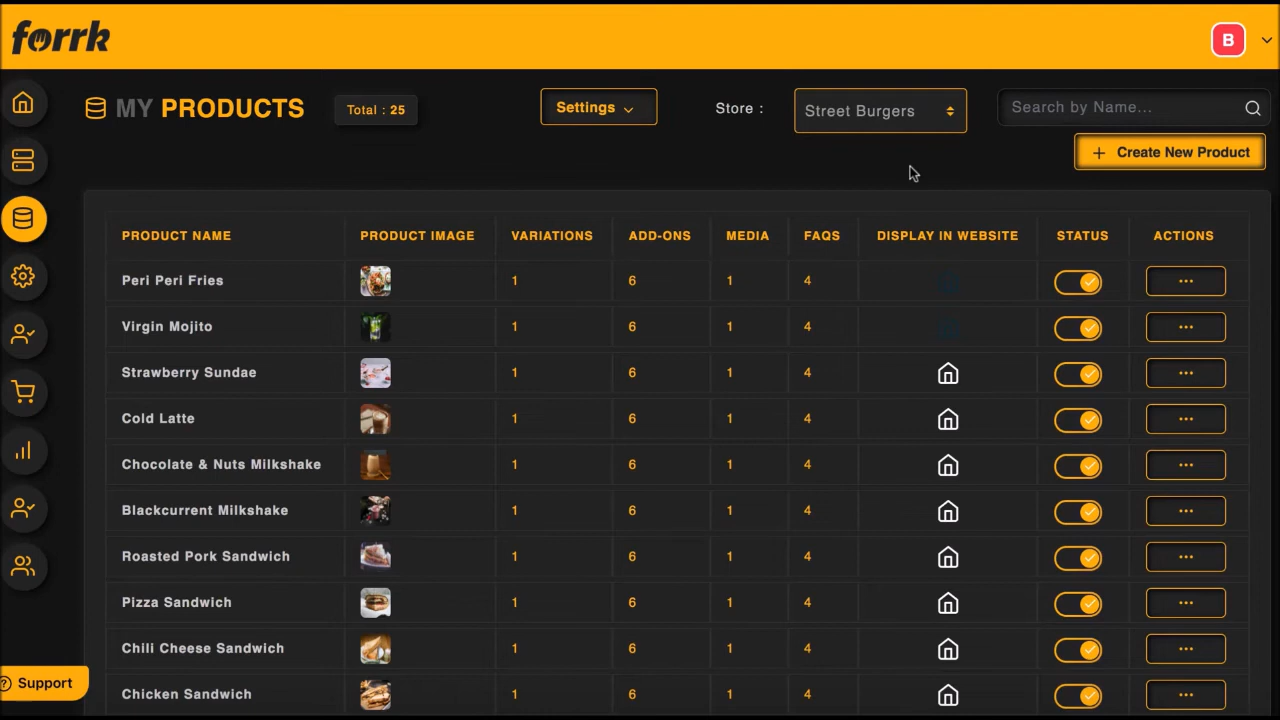 forrk
B
MY PRODUCTS
Total : 25
Settings
Store :
Street Burgers
Search by Name...
+ Create New Product
PRODUCT NAME PRODUCT IMAGE VARIATIONS ADD-ONS MEDIA FAQS DISPLAY IN WEBSITE STATUS ACTIONS
Peri Peri Fries 1 6 1 4 ...
Virgin Mojito 1 6 1 4 ...
Strawberry Sundae 1 6 1 4 ...
Cold Latte 1 6 1 4 ...
Chocolate & Nuts Milkshake 1 6 1 4 ...
Blackcurrent Milkshake 1 6 1 4 ...
Roasted Pork Sandwich 1 6 1 4 ...
Pizza Sandwich 1 6 1 4 ...
Chili Cheese Sandwich 1 6 1 4 ...
Chicken Sandwich 1 6 1 4 ...
? Support